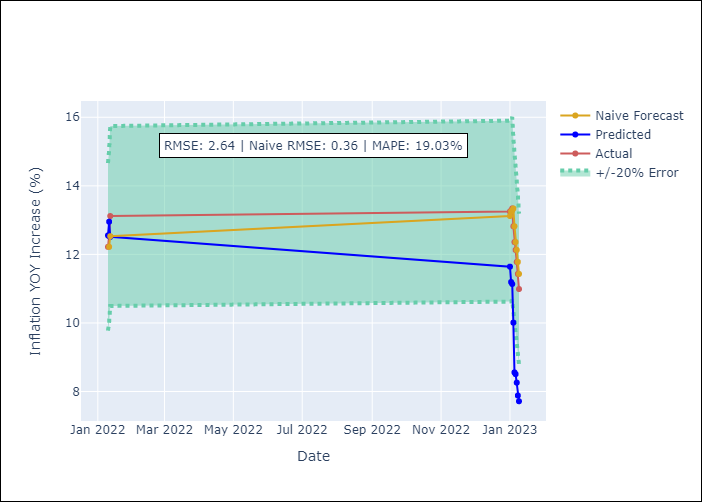 RMSE: 2.64 | Naive RMSE: 0.36 | MAPE: 19.03%
Naive Forecast
Predicted
Actual
+/-20% Error
Inflation YOY Increase (%)
16
14
12
10
8
Jan 2022
Mar 2022
May 2022
Jul 2022
Sep 2022
Nov 2022
Jan 2023
Date